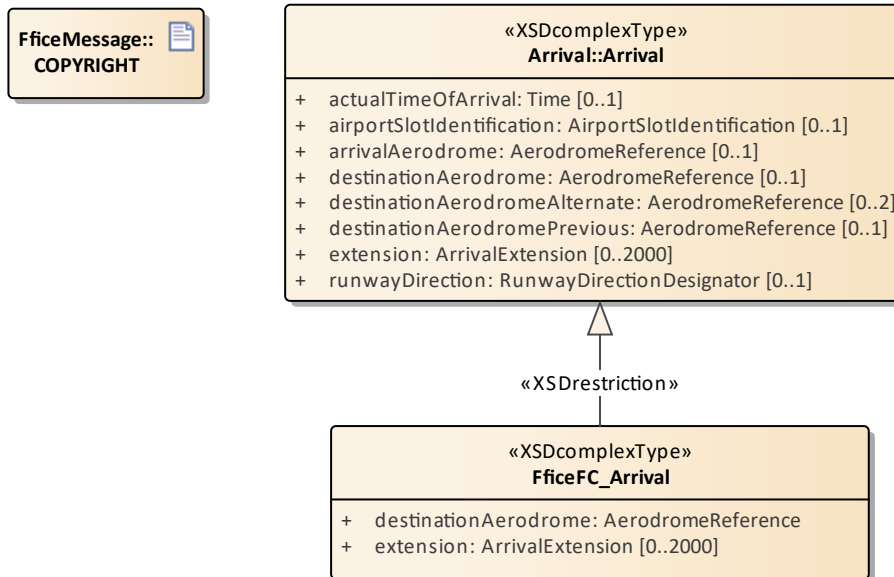 FficeMessage::
COPYRIGHT
«XSDcomplexType»
Arrival::Arrival
+ actualTimeOfArrival: Time [0..1]
+ airportSlotIdentification: AirportSlotIdentification [0..1]
+ arrivalAerodrome: AerodromeReference [0..1]
+ destinationAerodrome: AerodromeReference [0..1]
+ destinationAerodromeAlternate: AerodromeReference [0..2]
+ destinationAerodromePrevious: AerodromeReference [0..1]
+ extension: ArrivalExtension [0..2000]
+ runwayDirection: RunwayDirectionDesignator [0..1]
«XSDrestriction»
«XSDcomplexType»
FficeFC_Arrival
+ destinationAerodrome: AerodromeReference
+ extension: ArrivalExtension [0..2000]